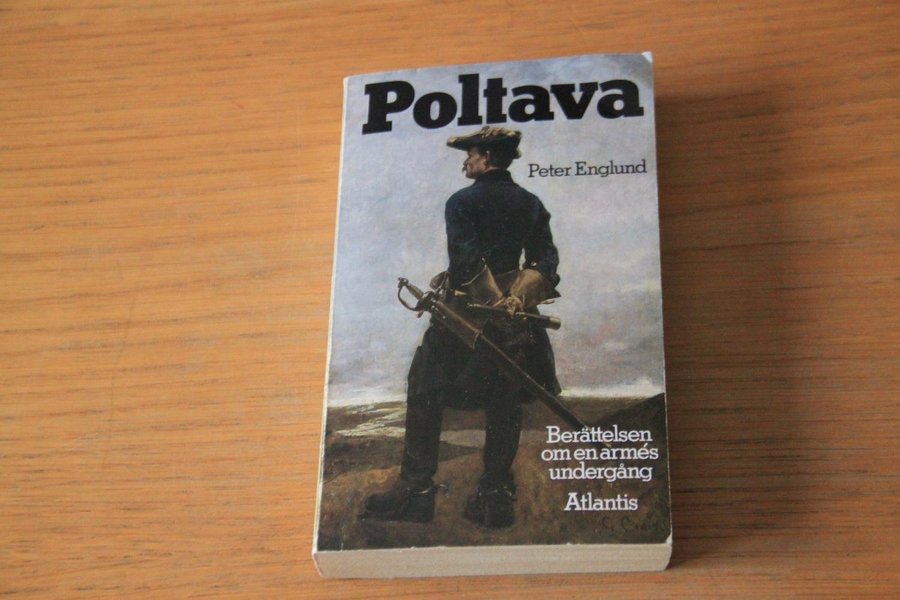 Poltava
Peter Englund
Berättelsen
om en armés
undergång
Atlantis